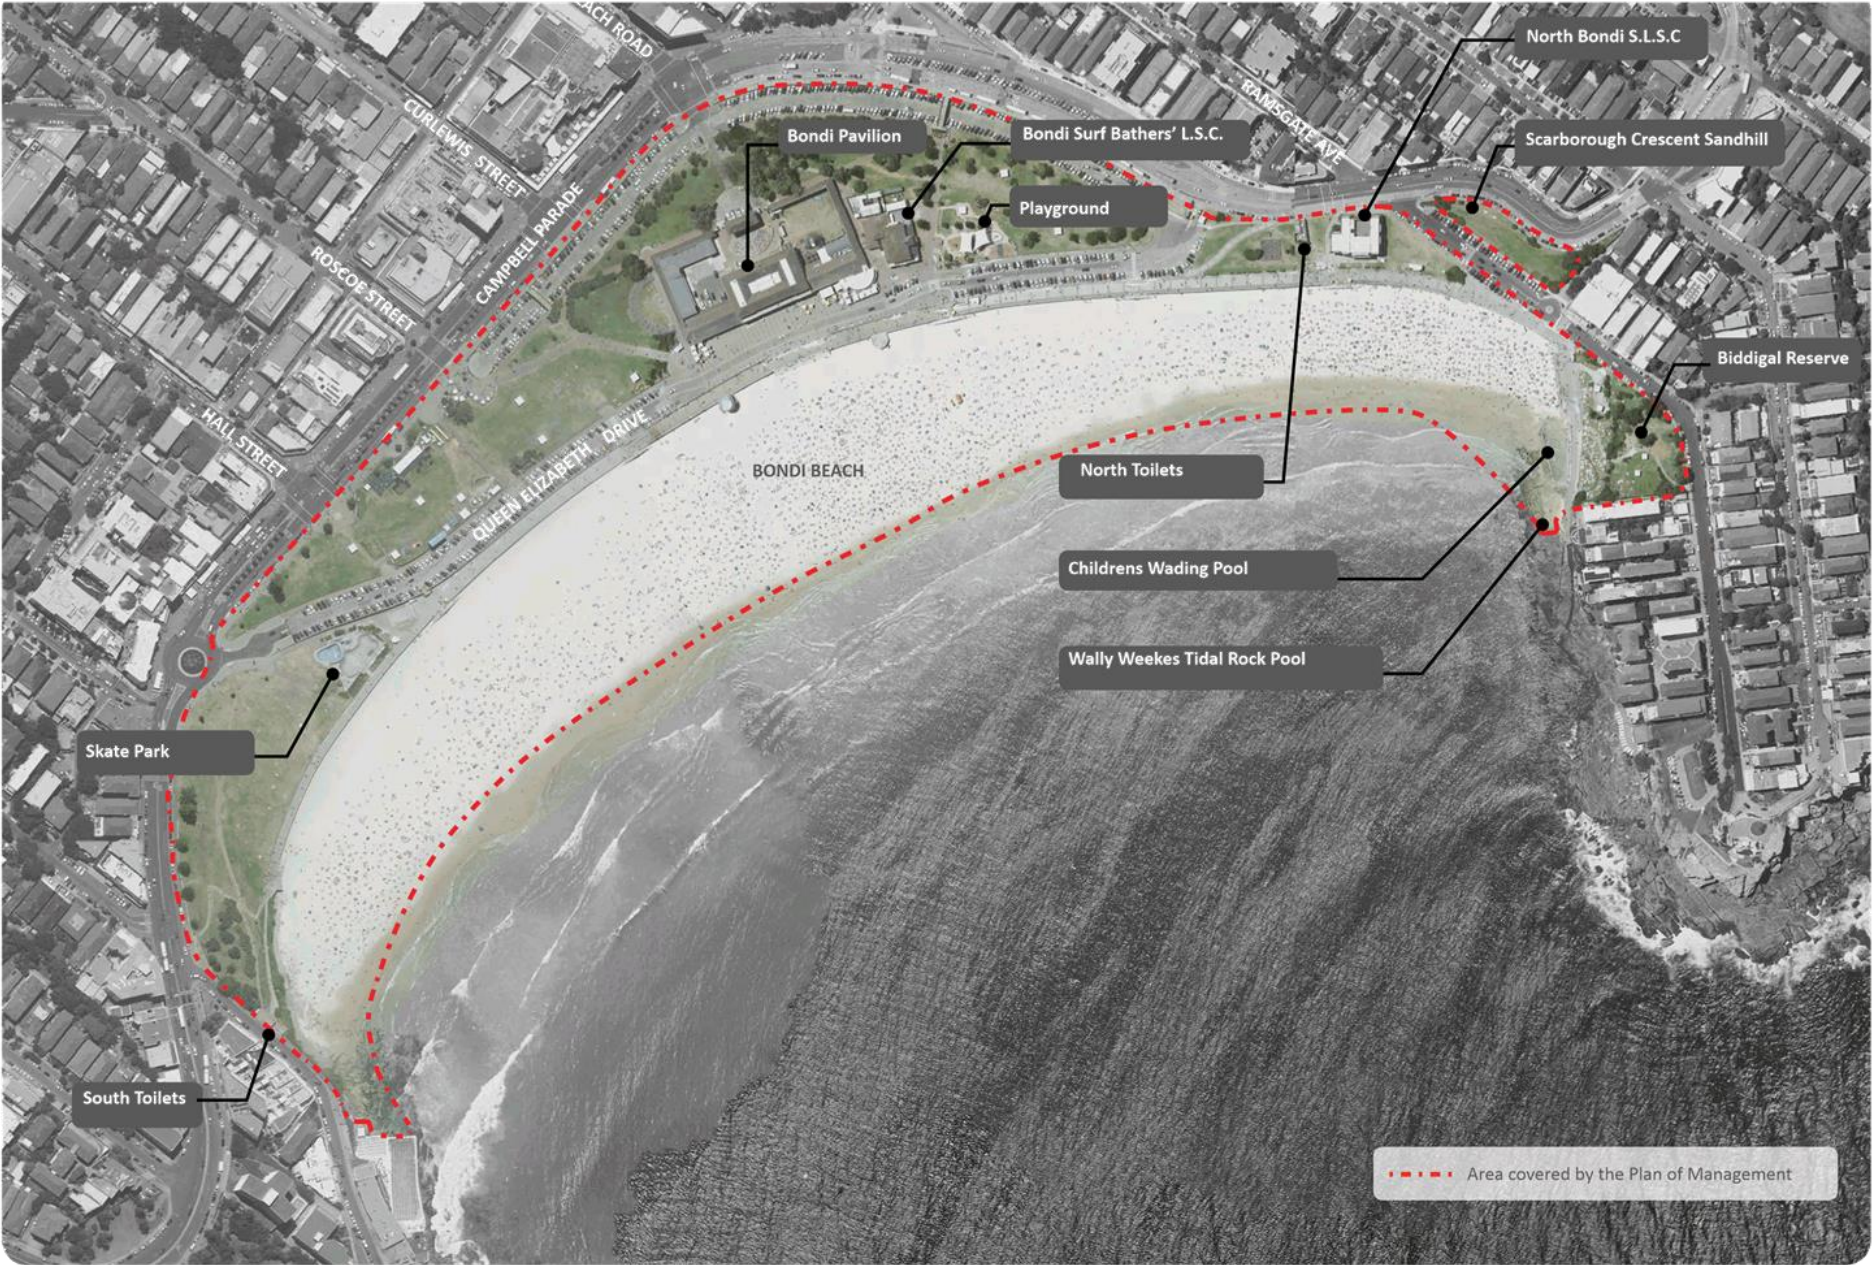 ACH ROAD
North Bondi S.L.S.C
RAMSGATE AVE
CURLEWIS STREET
Bondi Pavilion
Bondi Surf Bathers' L.S.C.
Scarborough Crescent Sandhill
Playground
CAMPBELL PARADE
ROSCOE STREET
Biddigal Reserve
HALL STREET
QUEEN ELIZABETH DRIVE
BONDI BEACH
North Toilets
Childrens Wading Pool
Wally Weekes Tidal Rock Pool
Skate Park
South Toilets
Area covered by the Plan of Management